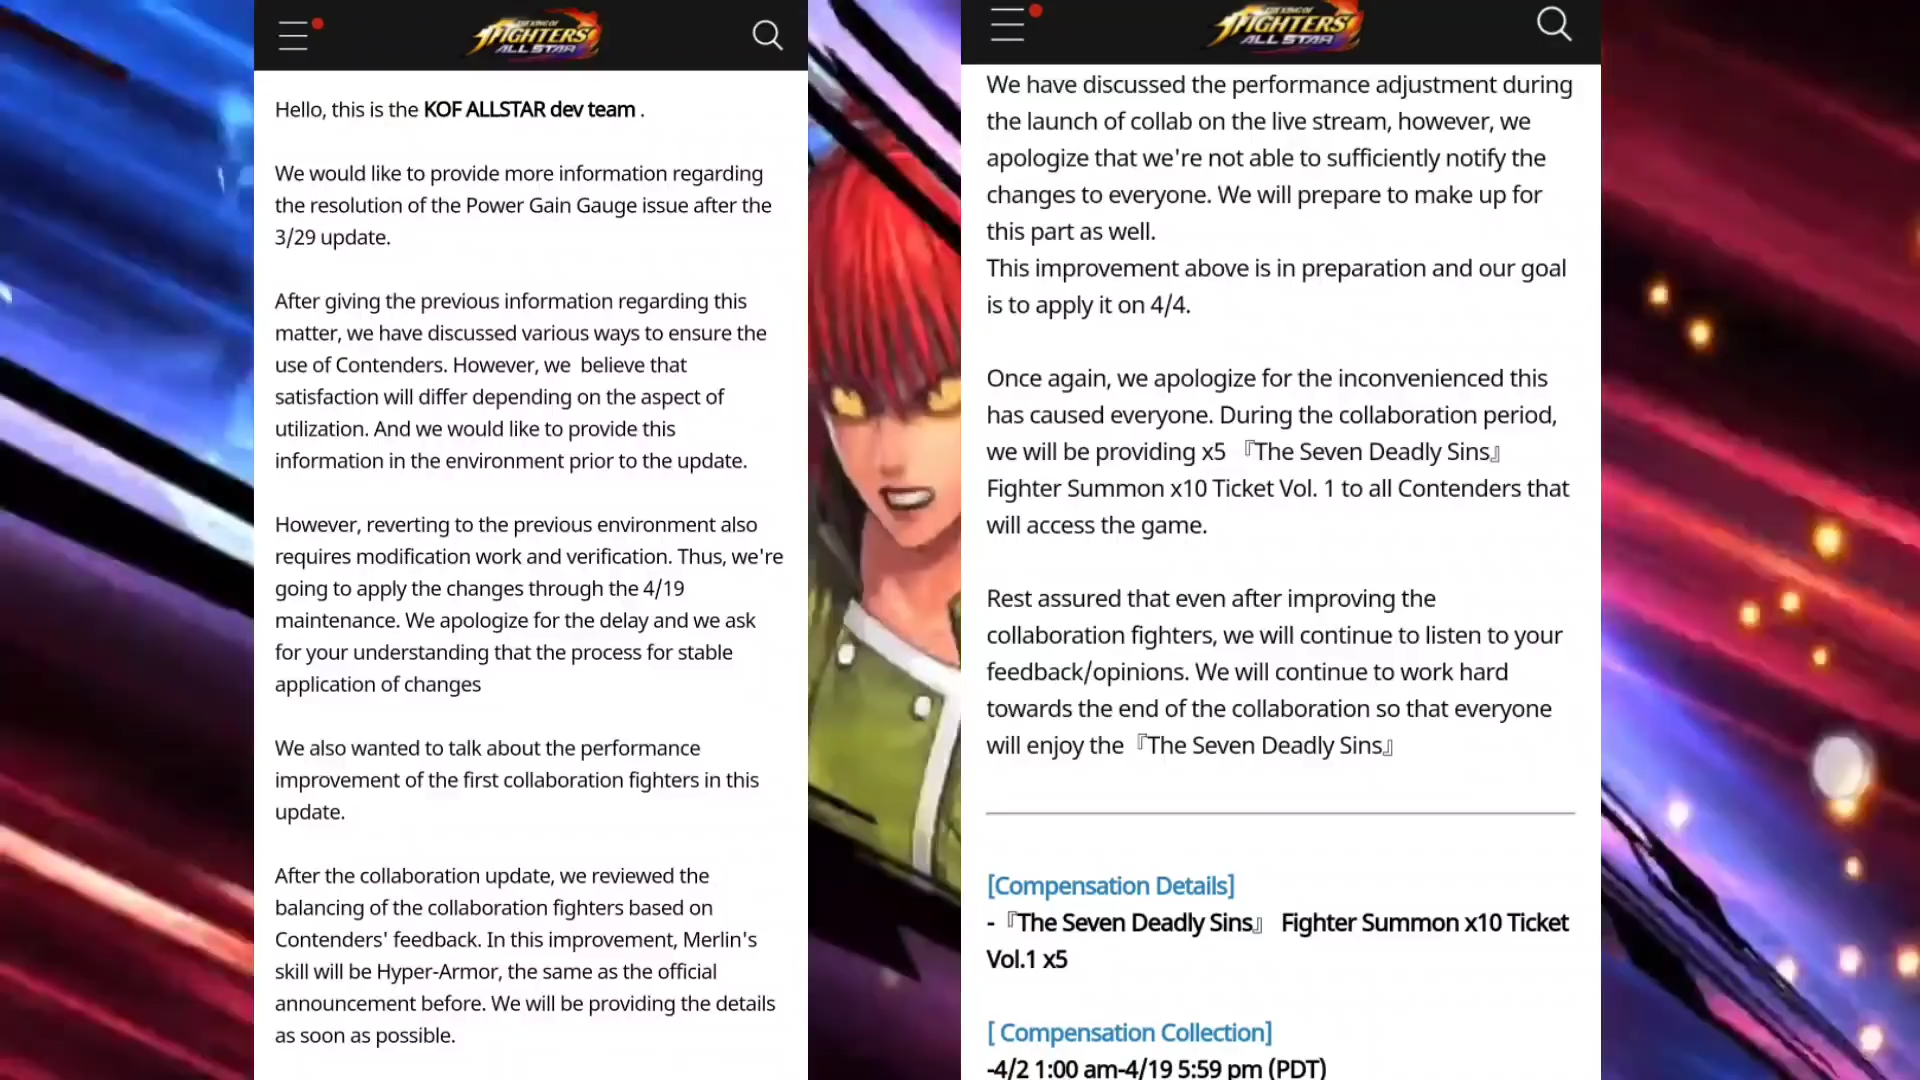 THE KING OF
FIGHTERS
ALL STAR
Hello, this is the KOF ALLSTAR dev team .
We would like to provide more information regarding
the resolution of the Power Gain Gauge issue after the
3/29 update.
After giving the previous information regarding this
matter, we have discussed various ways to ensure the
use of Contenders. However, we  believe that
satisfaction will differ depending on the aspect of
utilization. And we would like to provide this
information in the environment prior to the update.
However, reverting to the previous environment also
requires modification work and verification. Thus, we're
going to apply the changes through the 4/19
maintenance. We apologize for the delay and we ask
for your understanding that the process for stable
application of changes
We also wanted to talk about the performance
improvement of the first collaboration fighters in this
update.
After the collaboration update, we reviewed the
balancing of the collaboration fighters based on
Contenders' feedback. In this improvement, Merlin's
skill will be Hyper-Armor, the same as the official
announcement before. We will be providing the details
as soon as possible.
THE KING OF
FIGHTERS
ALL STAR
We have discussed the performance adjustment during
the launch of collab on the live stream, however, we
apologize that we're not able to sufficiently notify the
changes to everyone. We will prepare to make up for
this part as well.
This improvement above is in preparation and our goal
is to apply it on 4/4.
Once again, we apologize for the inconvenienced this
has caused everyone. During the collaboration period,
we will be providing x5 『The Seven Deadly Sins』
Fighter Summon x10 Ticket Vol. 1 to all Contenders that
will access the game.
Rest assured that even after improving the
collaboration fighters, we will continue to listen to your
feedback/opinions. We will continue to work hard
towards the end of the collaboration so that everyone
will enjoy the『The Seven Deadly Sins』
[Compensation Details]
-『The Seven Deadly Sins』 Fighter Summon x10 Ticket
Vol.1 x5
[ Compensation Collection]
-4/2 1:00 am-4/19 5:59 pm (PDT)